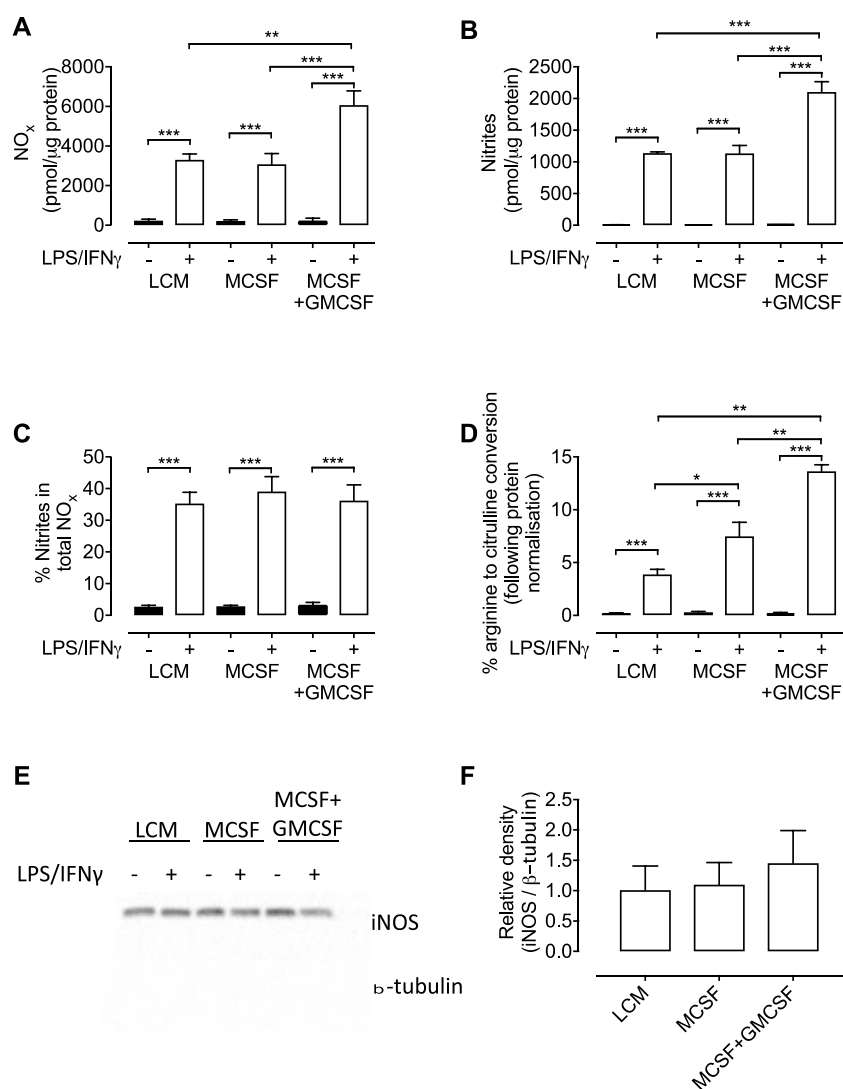 A
**
***
***
***
***
8000
6000
4000
2000
0
NOx
(pmol/µg protein)
LPS/IFNγ
- + - + - +
LCM MCSF MCSF
+GMCSF
B
***
***
***
***
***
2500
2000
1500
1000
500
0
Nitrites
(pmol/µg protein)
LPS/IFNγ
- + - + - +
LCM MCSF MCSF
+GMCSF
C
*** *** ***
50
40
30
20
10
0
% Nitrites in
total NOx
LPS/IFNγ
- + - + - +
LCM MCSF MCSF
+GMCSF
D
**
**
***
*
***
***
15
10
5
0
% arginine to citrulline conversion
(following protein
normalisation)
LPS/IFNγ
- + - + - +
LCM MCSF MCSF
+GMCSF
E
MCSF+
LCM MCSF GMCSF
LPS/IFNγ - + - + - +
iNOS
-tubulin
F
2.5
2.0
1.5
1.0
0.5
0.0
Relative density
(iNOS / β-tubulin)
LCM
MCSF
MCSF+GMCSF